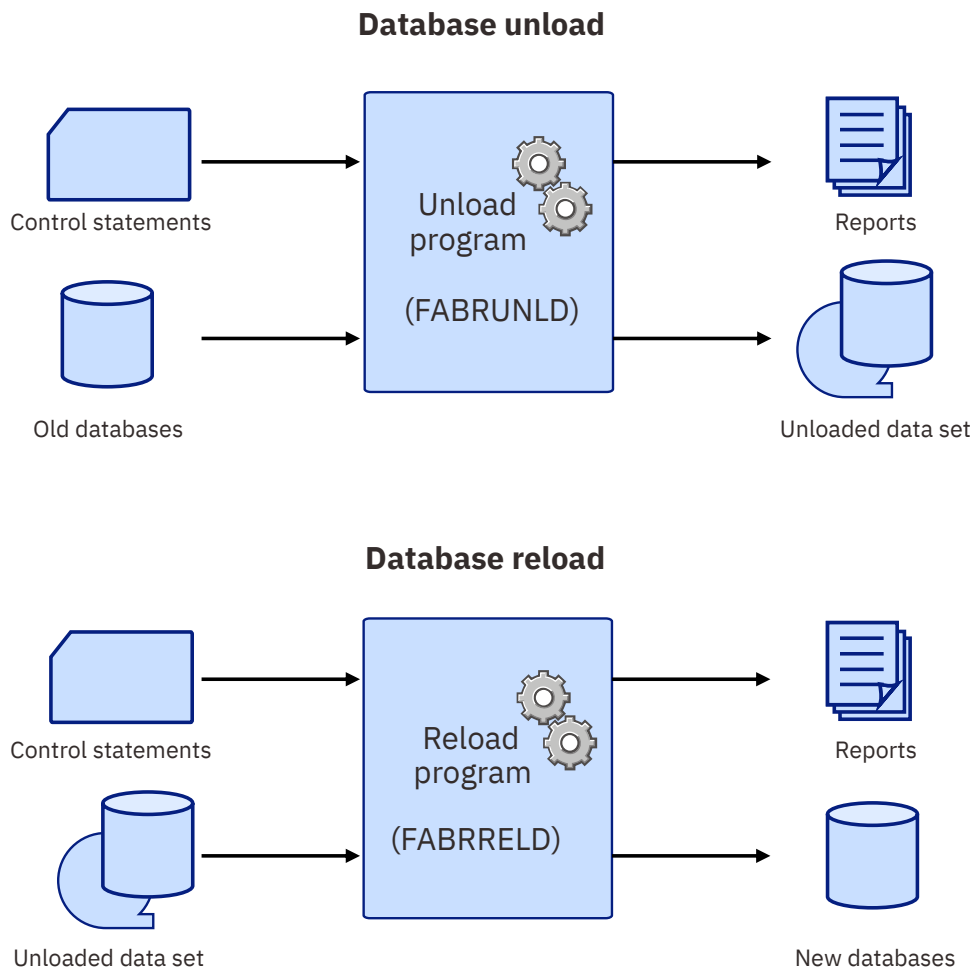 Database unload
Control statements
Unload
program
(FABRUNLD)
Reports
Old databases
Unloaded data set
Database reload
Control statements
Reload
program
(FABRRELD)
Reports
Unloaded data set
New databases